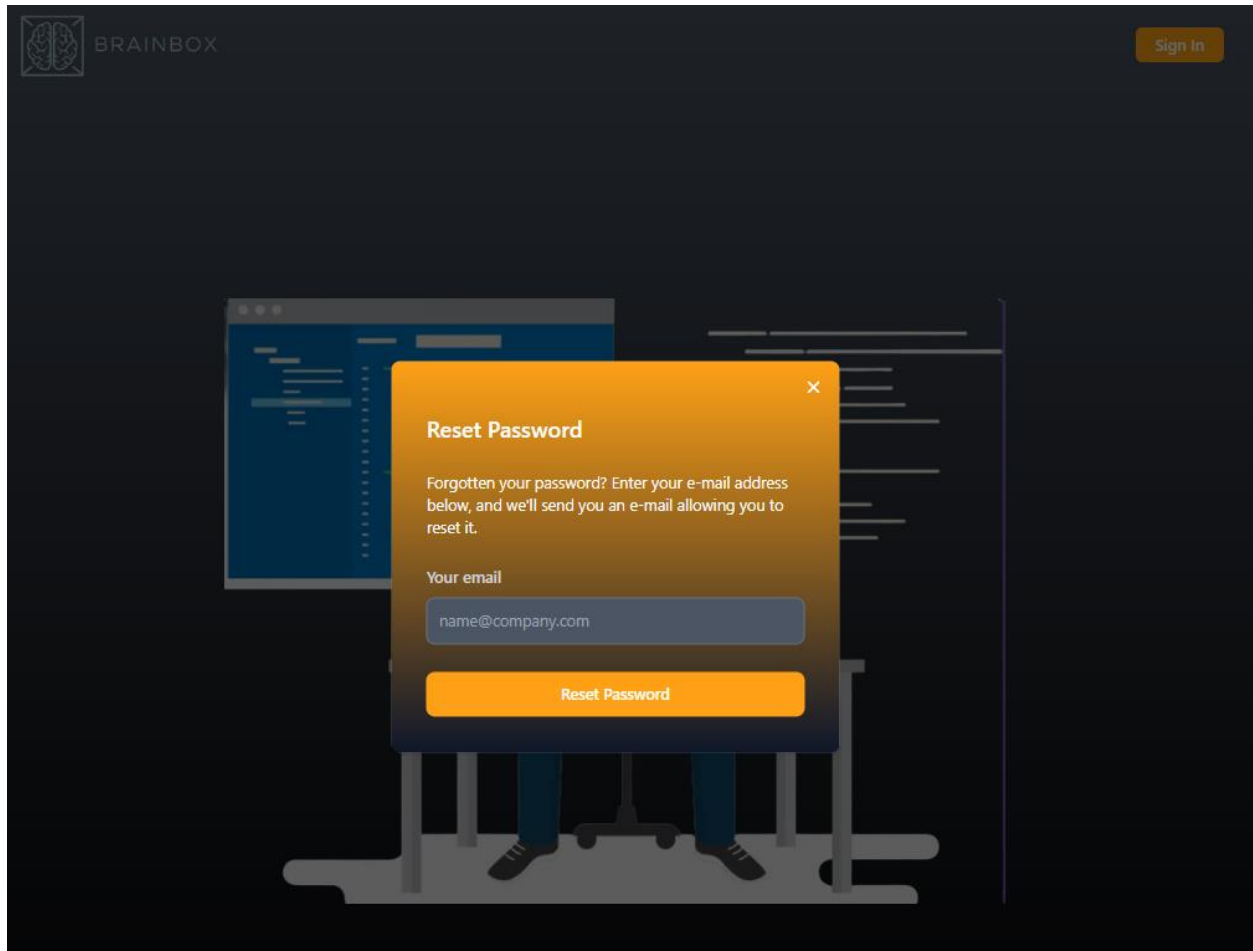 BRAINBOX
Sign In
Reset Password
Forgotten your password? Enter your e-mail address
below, and we'll send you an e-mail allowing you to
reset it.
Your email
name@company.com
Reset Password